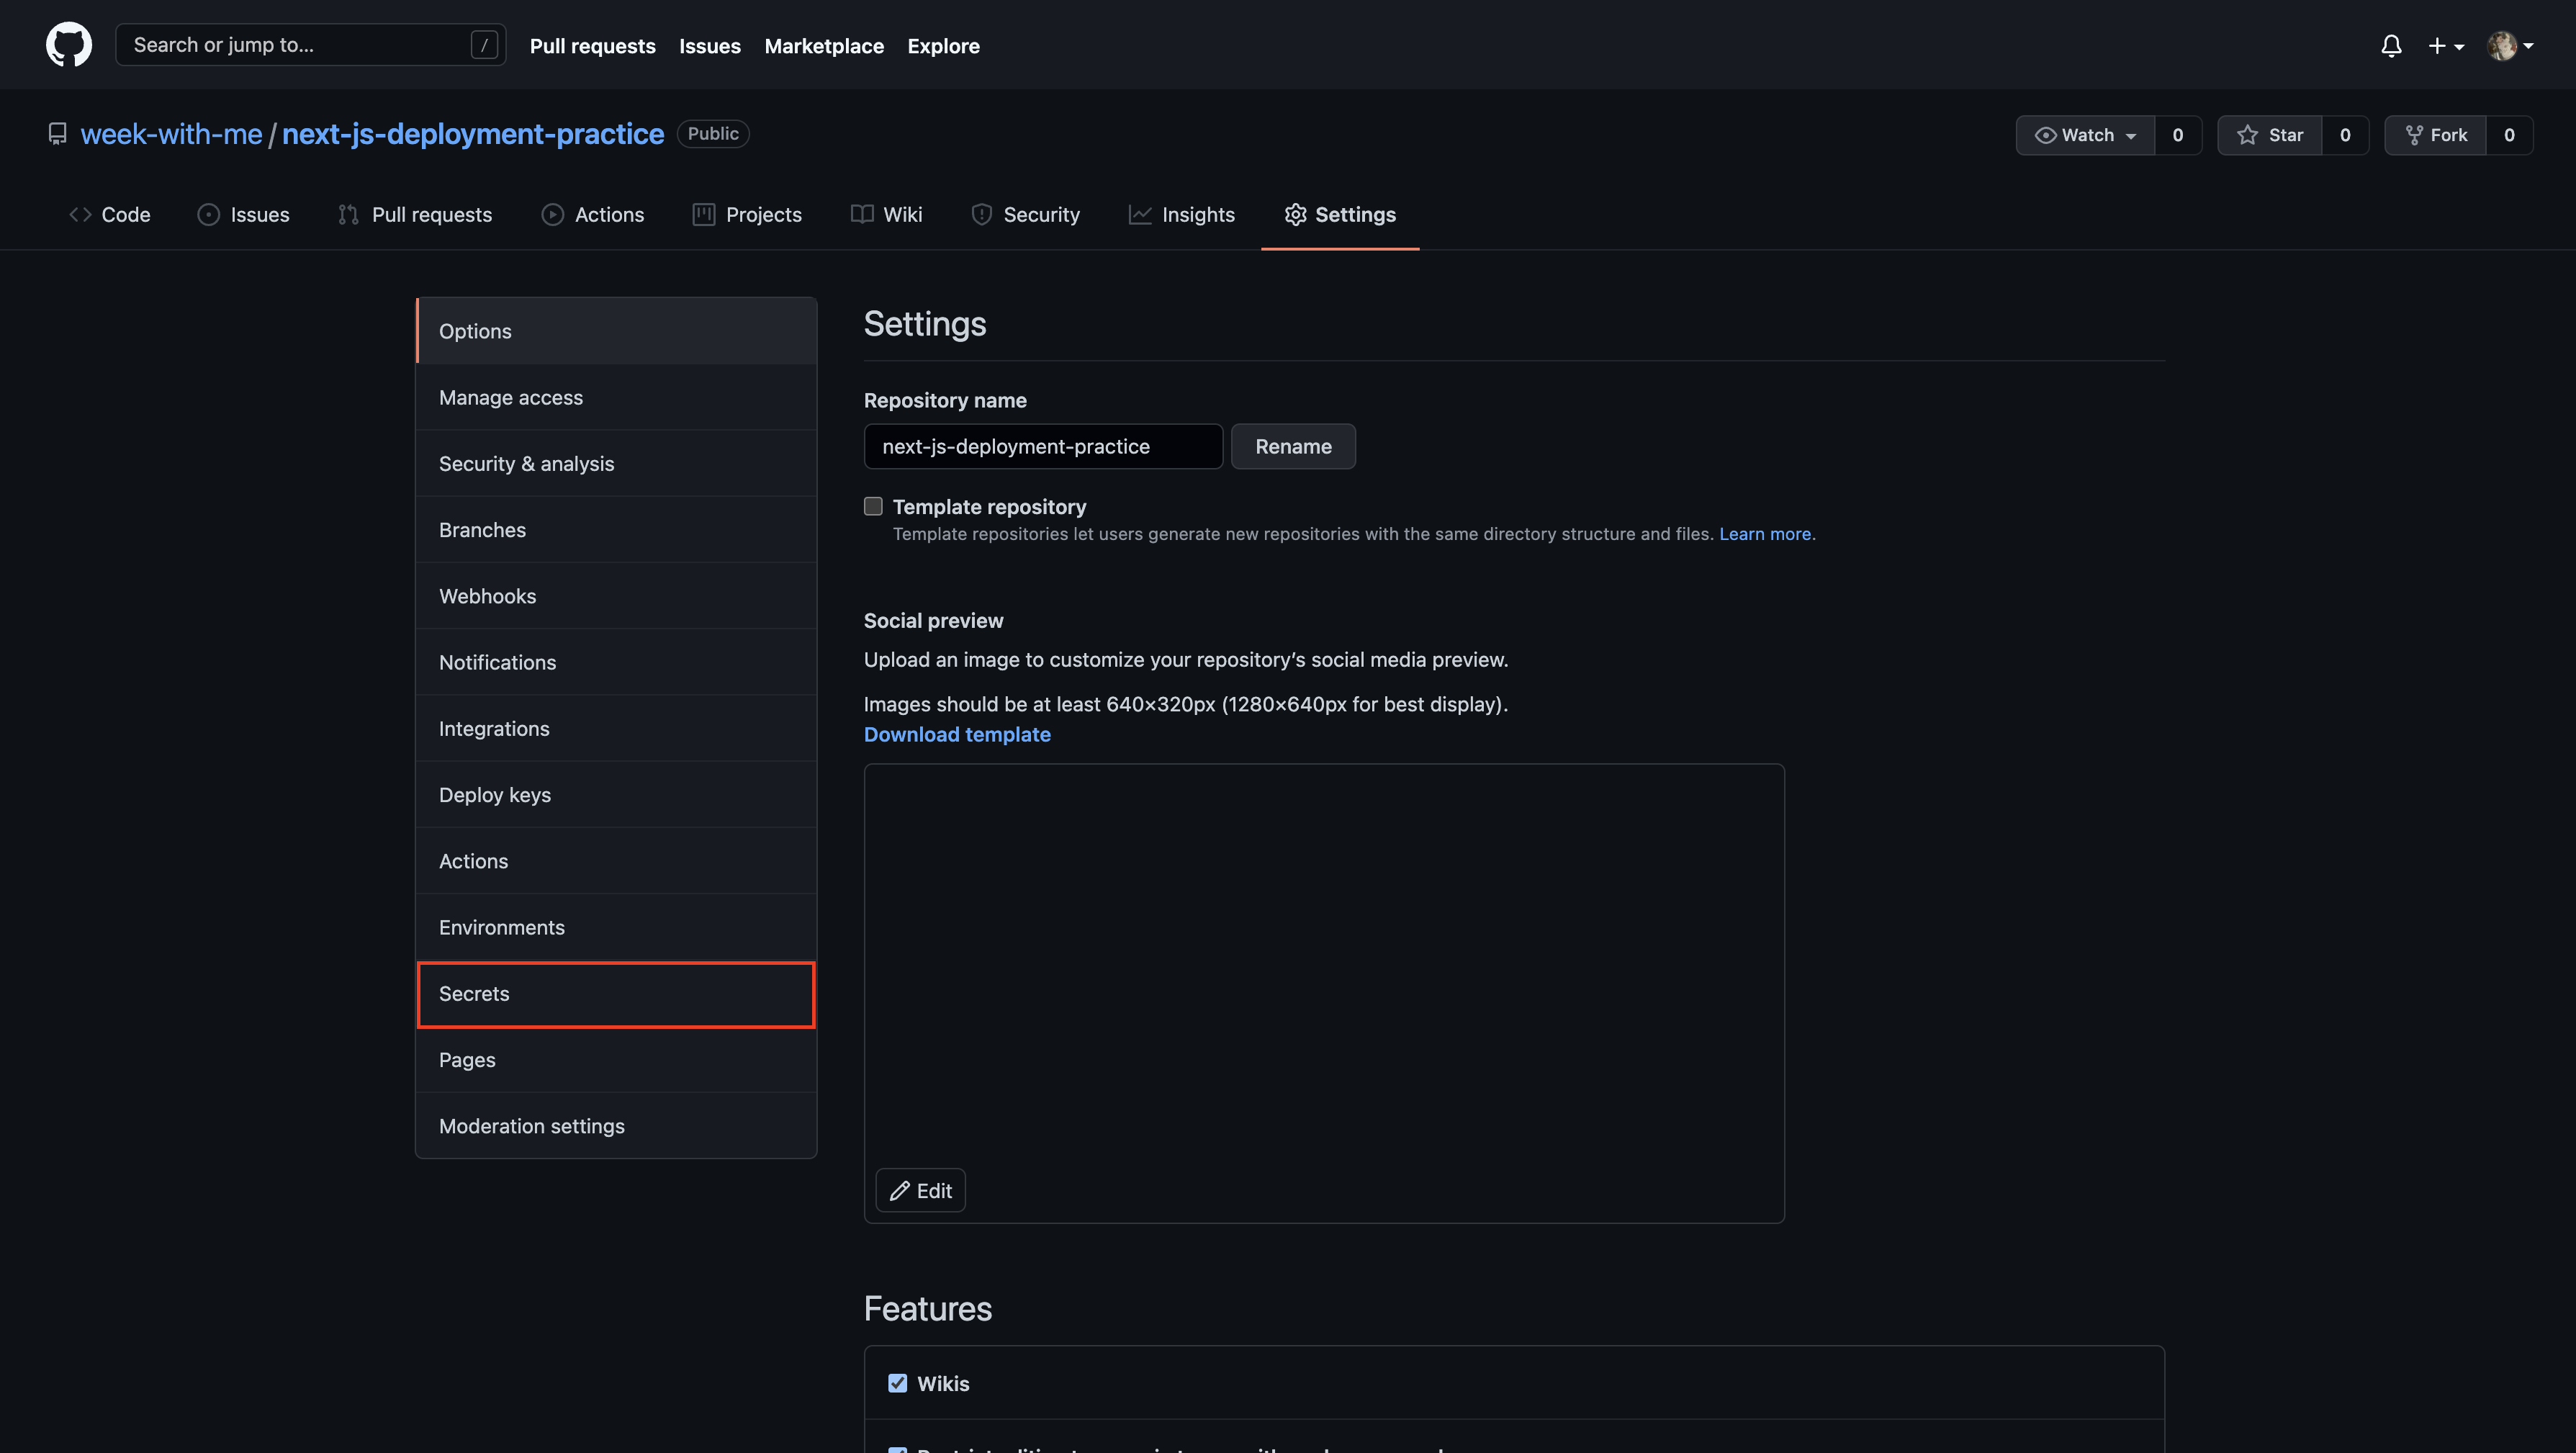 Search or jump to... /
Pull requests Issues Marketplace Explore
week-with-me / next-js-deployment-practice Public
Watch 0 Star 0 Fork 0
Code Issues Pull requests Actions Projects Wiki Security Insights Settings
Options
Manage access
Security & analysis
Branches
Webhooks
Notifications
Integrations
Deploy keys
Actions
Environments
Secrets
Pages
Moderation settings
Settings
Repository name
next-js-deployment-practice Rename
Template repository
Template repositories let users generate new repositories with the same directory structure and files. Learn more.
Social preview
Upload an image to customize your repository’s social media preview.
Images should be at least 640×320px (1280×640px for best display).
Download template
Edit
Features
Wikis